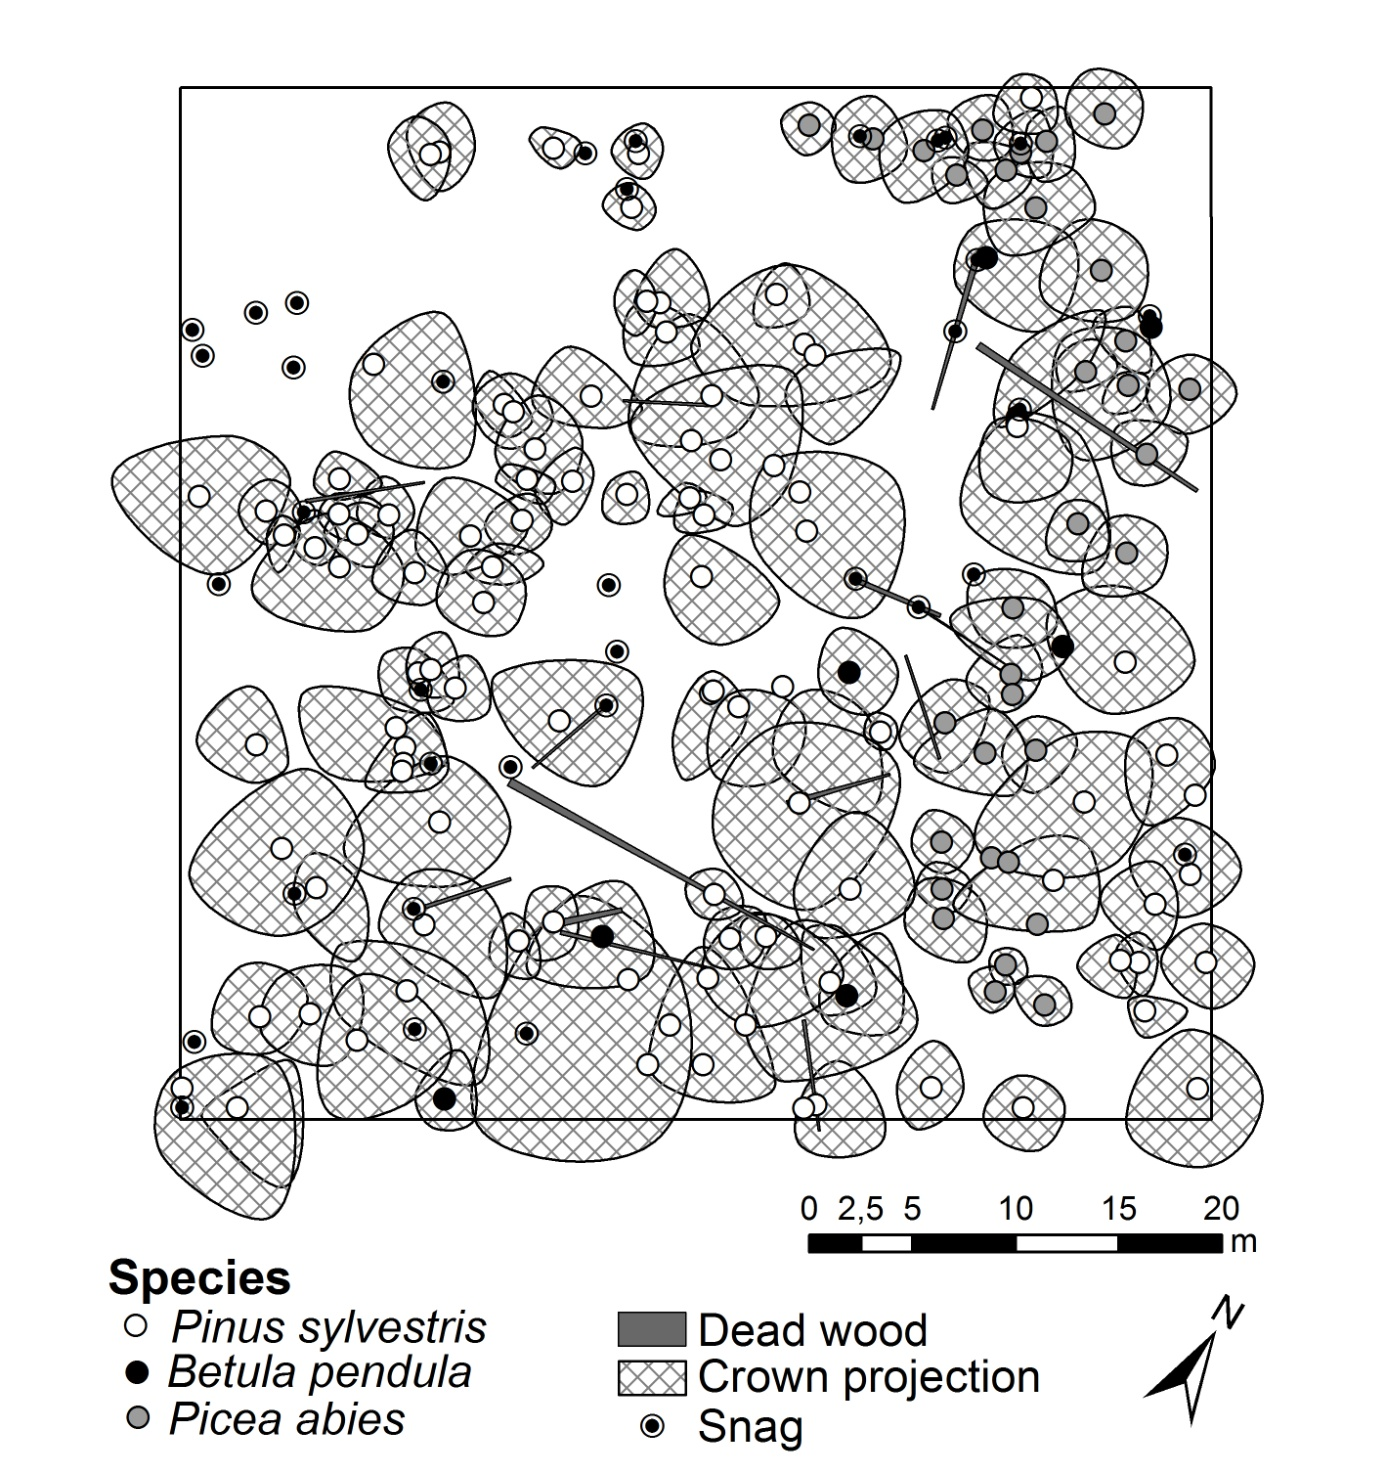 0 2,5 5 10 15 20
m
Species
Pinus sylvestris
Betula pendula
Picea abies
Dead wood
Crown projection
Snag
N